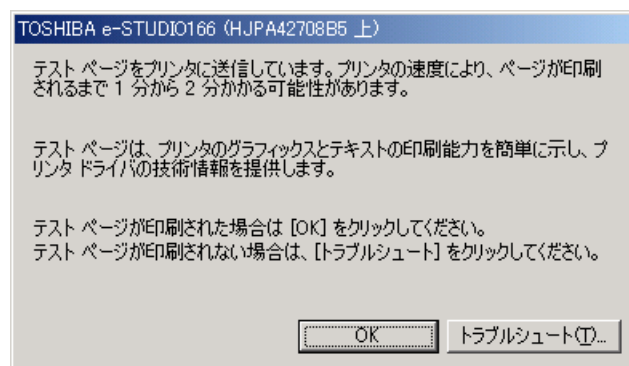 TOSHIBA e-STUDIO166 (HJPA42708B5 上)
テスト ページをプリンタに送信しています。プリンタの速度により、ページが印刷
されるまで 1 分から 2 分かかる可能性があります。
テスト ページは、プリンタのグラフィックスとテキストの印刷能力を簡単に示し、プ
リンタ ドライバの技術情報を提供します。
テスト ページが印刷された場合は [OK] をクリックしてください。
テスト ページが印刷されない場合は、[トラブルシュート] をクリックしてください。
OK
トラブルシュート(T)...